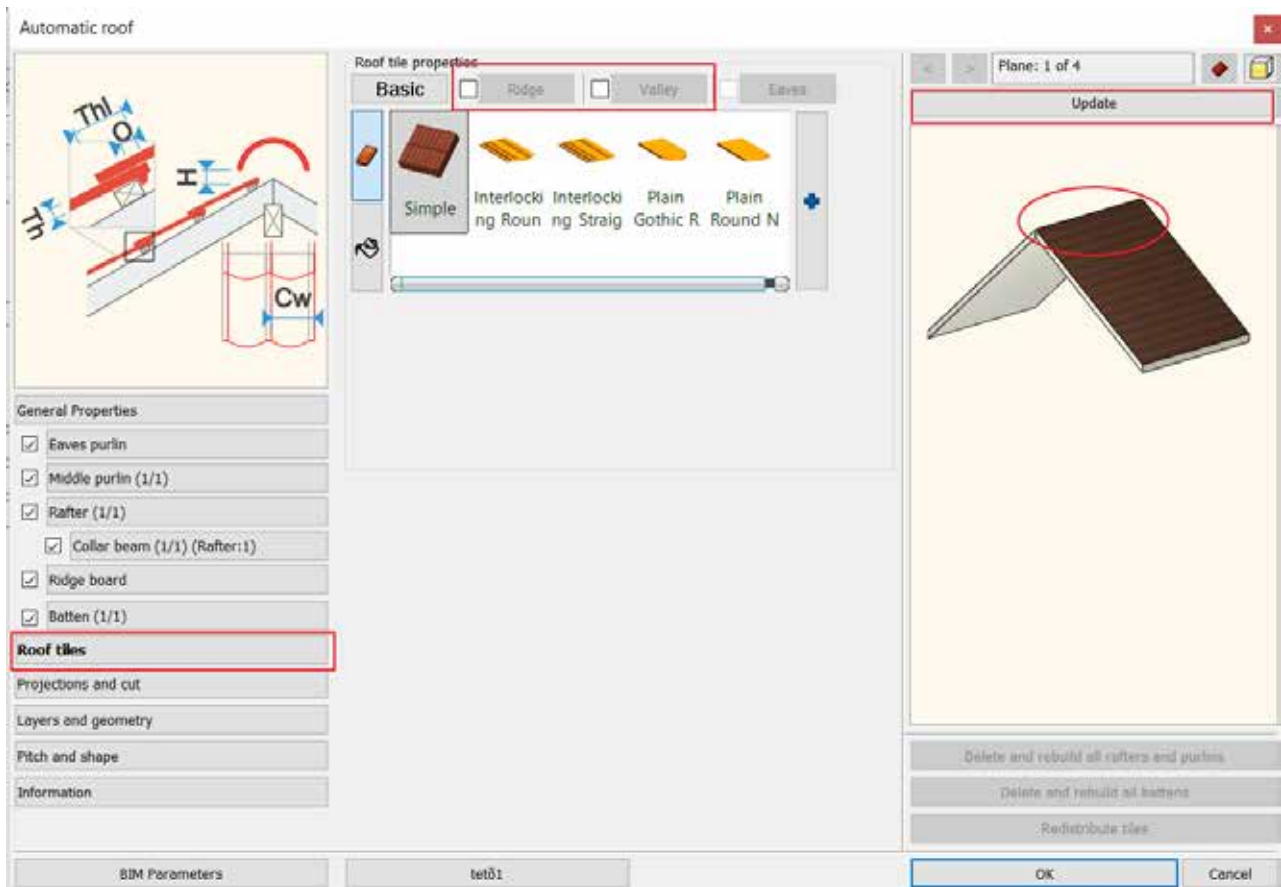 Automatic roof
Thl
O
H
Th
Cw
General Properties
Eaves purlin
Middle purlin (1/1)
Rafter (1/1)
Collar beam (1/1) (Rafter:1)
Ridge board
Batten (1/1)
Roof tiles
Projections and cut
Layers and geometry
Pitch and shape
Information
BIM Parameters
Roof tile properties
Basic
Ridge
Valley
Eaves
Simple
Interlocki
ng Roun
Interlocki
ng Straig
Plain
Gothic R
Plain
Round N
tető1
< > Plane: 1 of 4
Update
Delete and rebuild all rafters and purlins
Delete and rebuild all battens
Redistribute tiles
OK
Cancel